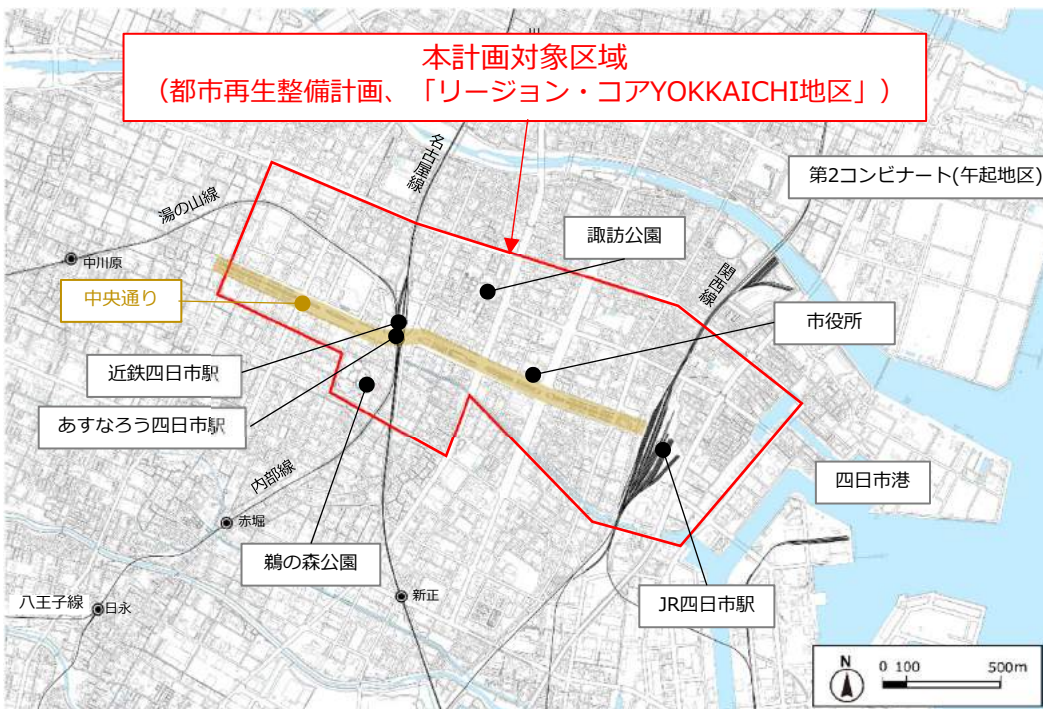 本計画対象区域
（都市再生整備計画、「リージョン・コアYOKKAICHI地区」）
名古屋線
第2コンビナート(午起地区)
湯の山線
諏訪公園
中川原
関西線
中央通り
市役所
近鉄四日市駅
あすなろう四日市駅
四日市港
内部線
赤堀
鵜の森公園
八王子線
日永
新正
JR四日市駅
N
0 100 500m